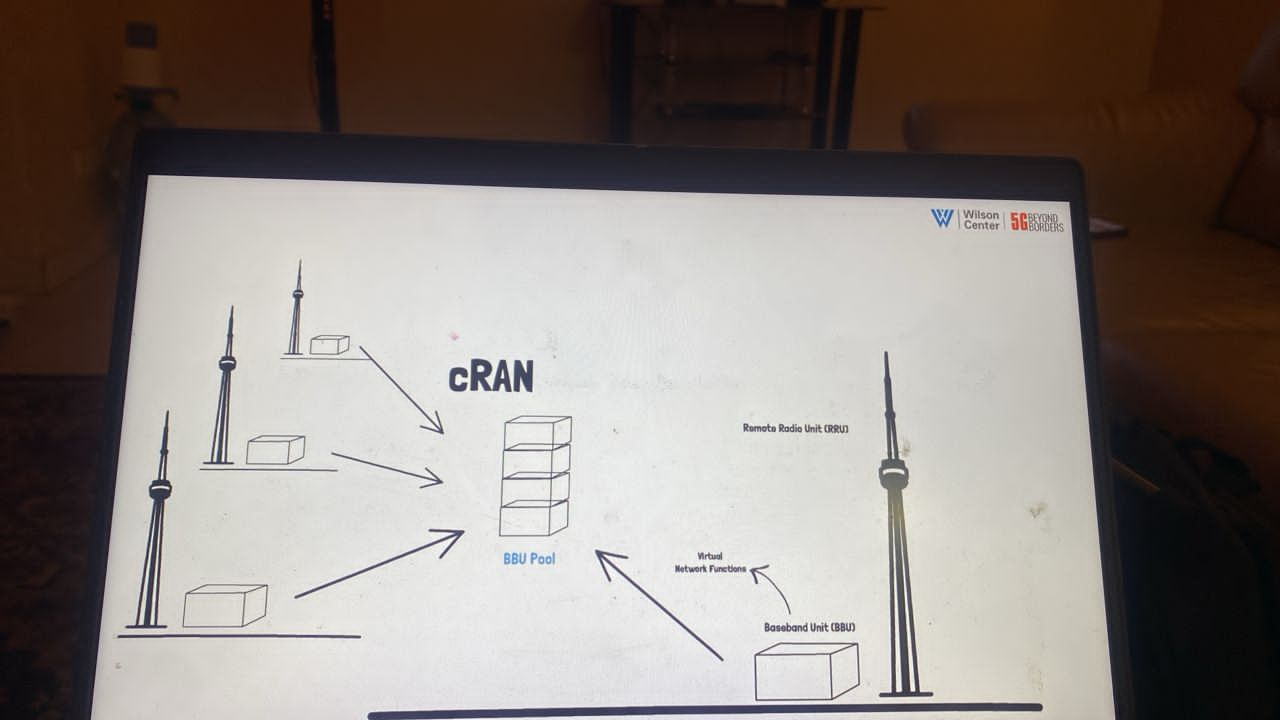 Wilson
Center
5G BEYOND
BORDERS
cRAN
Remote Radio Unit (RRU)
BBU Pool
Virtual
Network Functions
Baseband Unit (BBU)